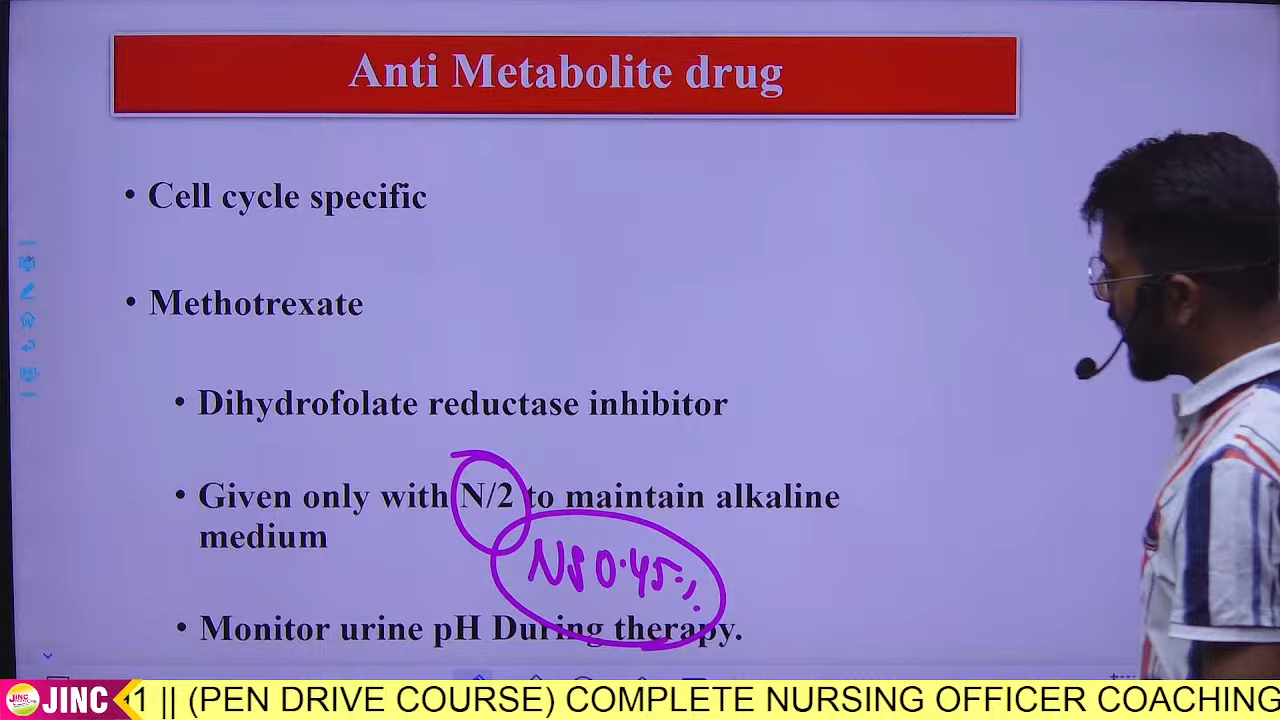 Anti Metabolite drug
• Cell cycle specific
• Methotrexate
• Dihydrofolate reductase inhibitor
• Given only with N/2 to maintain alkaline
medium
NS 0.45%
• Monitor urine pH During therapy.
JINC JINC 1 || (PEN DRIVE COURSE) COMPLETE NURSING OFFICER COACHING